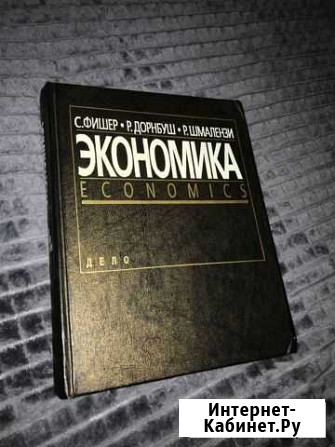 С.ФИШЕР • Р.ДОРНБУШ • Р.ШМАЛЕНЗИ
ЭКОНОМИКА
ECONOMICS
ДЕЛО
Интернет-
Кабинет.Ру